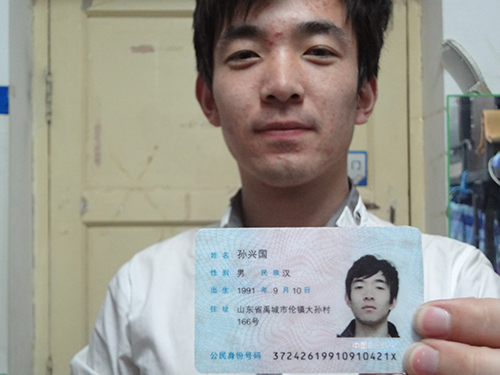 姓名 孙兴国
性别 男 民族 汉
出生 1991 年 9 月 10 日
住址 山东省禹城市伦镇大孙村
166号
公民身份号码 37242619910910421X